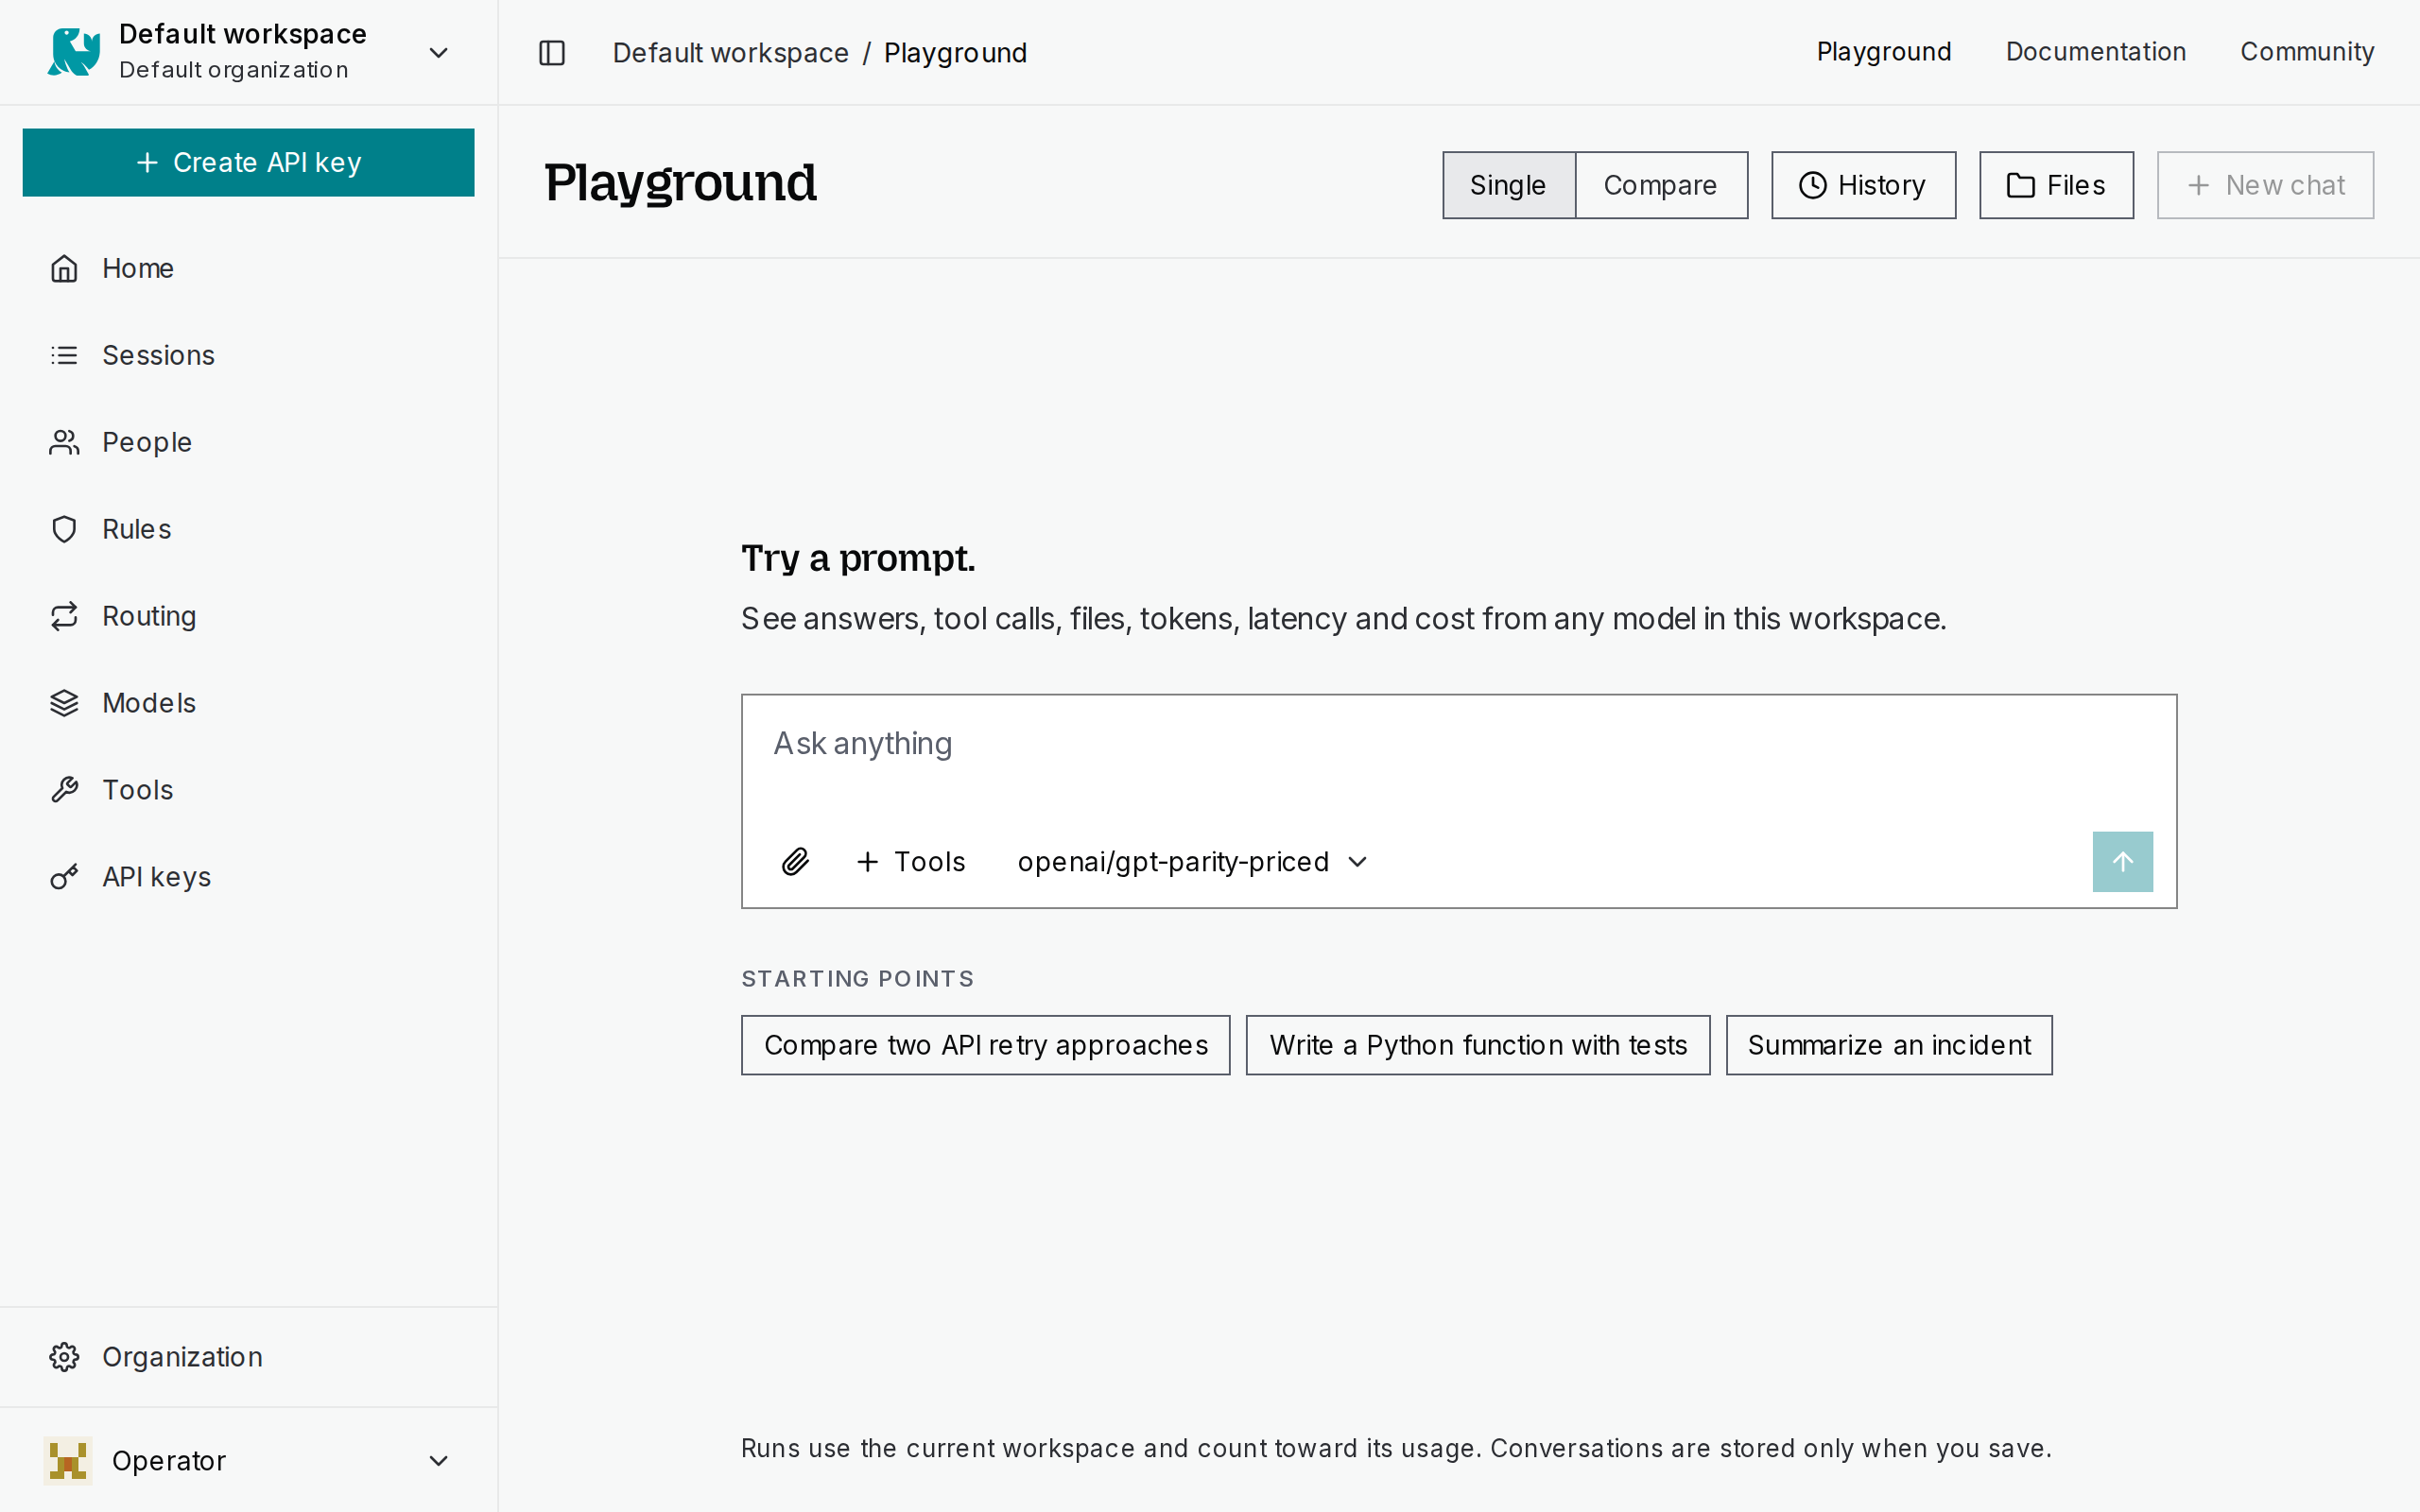 Default workspace
Default organization
Default workspace / Playground
Playground
Documentation
Community
Create API key
Playground
Single
Compare
History
Files
New chat
Home
Sessions
People
Rules
Routing
Models
Tools
API keys
Try a prompt.
See answers, tool calls, files, tokens, latency and cost from any model in this workspace.
Ask anything
Tools
openai/gpt-parity-priced
STARTING POINTS
Compare two API retry approaches
Write a Python function with tests
Summarize an incident
Organization
Operator
Runs use the current workspace and count toward its usage. Conversations are stored only when you save.